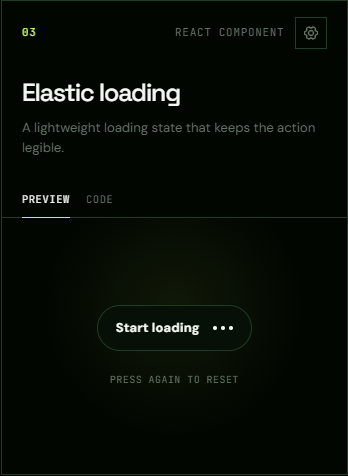 03
REACT COMPONENT
Elastic loading
A lightweight loading state that keeps the action
legible.
PREVIEW
CODE
Start loading
PRESS AGAIN TO RESET